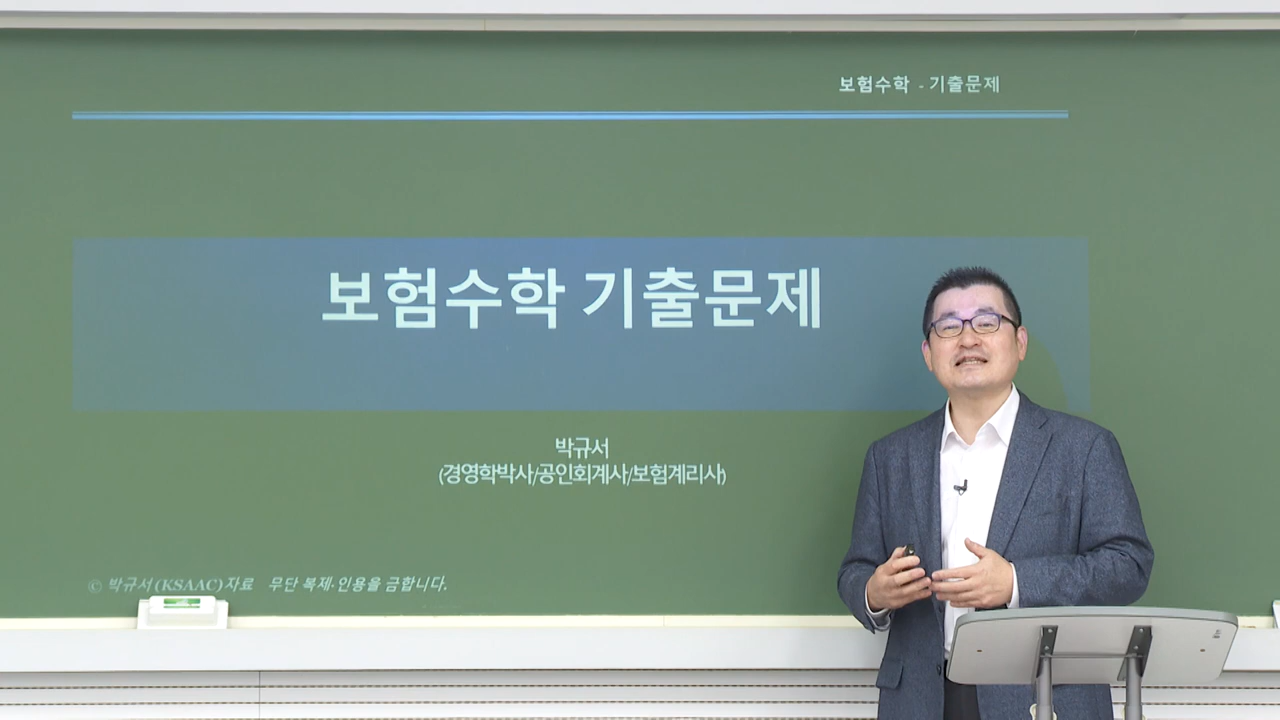 보험수학 - 기출문제
보험수학 기출문제
박규서
(경영학박사/공인회계사/보험계리사)
© 박규서(KSAAC)자료 무단 복제·인용을 금합니다.